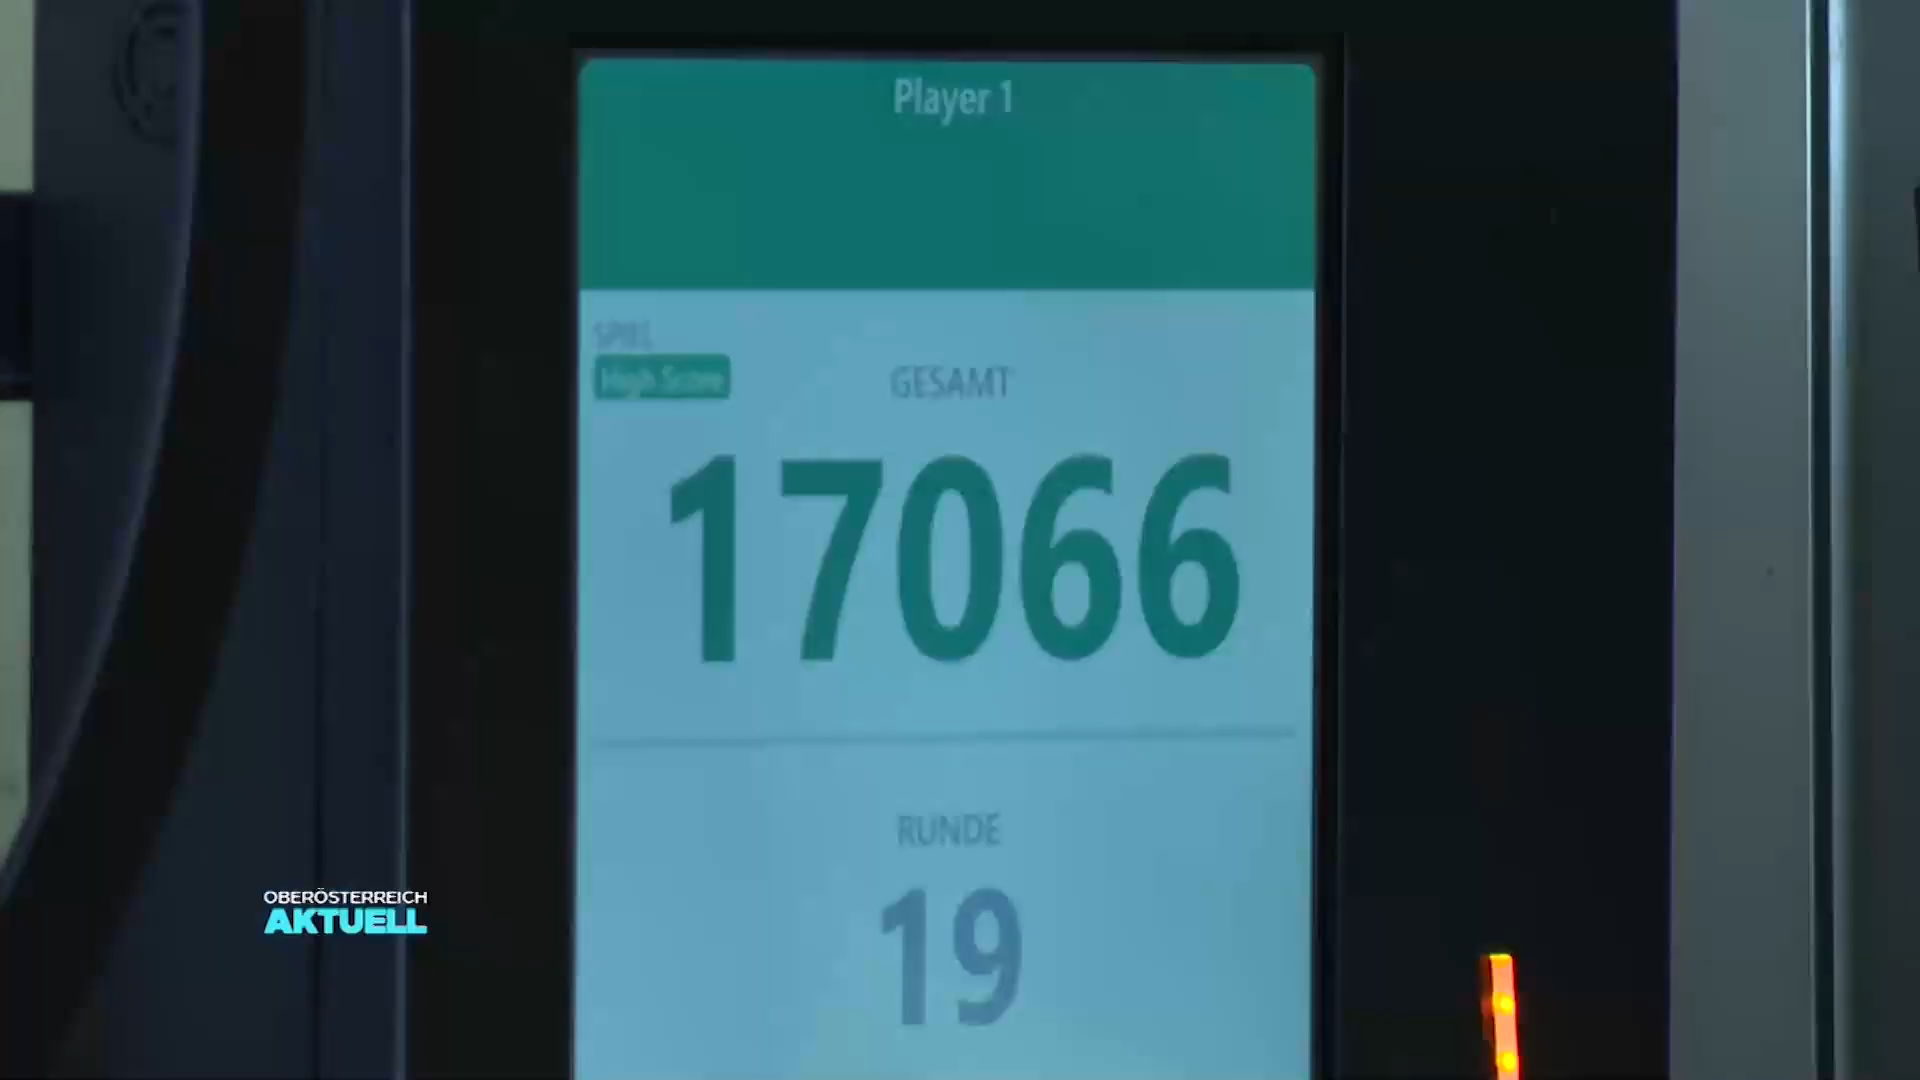 Player 1
SPIEL
High Score
GESAMT
17066
RUNDE
19
OBERÖSTERREICH
AKTUELL